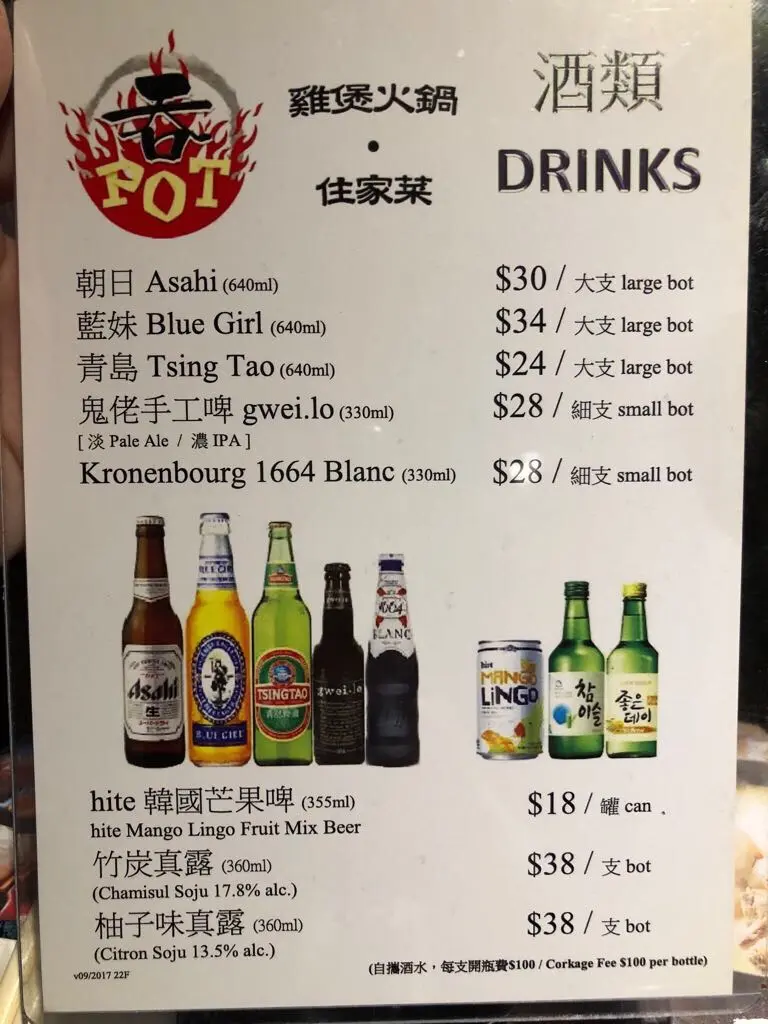 吞
POT
雞煲火鍋
•
住家菜
酒類
DRINKS
朝日 Asahi (640ml) $30 / 大支 large bot
藍妹 Blue Girl (640ml) $34 / 大支 large bot
青島 Tsing Tao (640ml) $24 / 大支 large bot
鬼佬手工啤 gwei.lo (330ml) $28 / 細支 small bot
[ 淡 Pale Ale / 濃 IPA ]
Kronenbourg 1664 Blanc (330ml) $28 / 細支 small bot
Asahi
生
BLUE GIRL
TSINGTAO
gwei.lo
1664
BLANC
hite
MANGO
LiNGO
참
이슬
좋은
데이
hite 韓國芒果啤 (355ml) $18 / 罐 can .
hite Mango Lingo Fruit Mix Beer
竹炭真露 (360ml) $38 / 支 bot
(Chamisul Soju 17.8% alc.)
柚子味真露 (360ml) $38 / 支 bot
(Citron Soju 13.5% alc.)
(自攜酒水，每支開瓶費$100 / Corkage Fee $100 per bottle)
v09/2017 22F